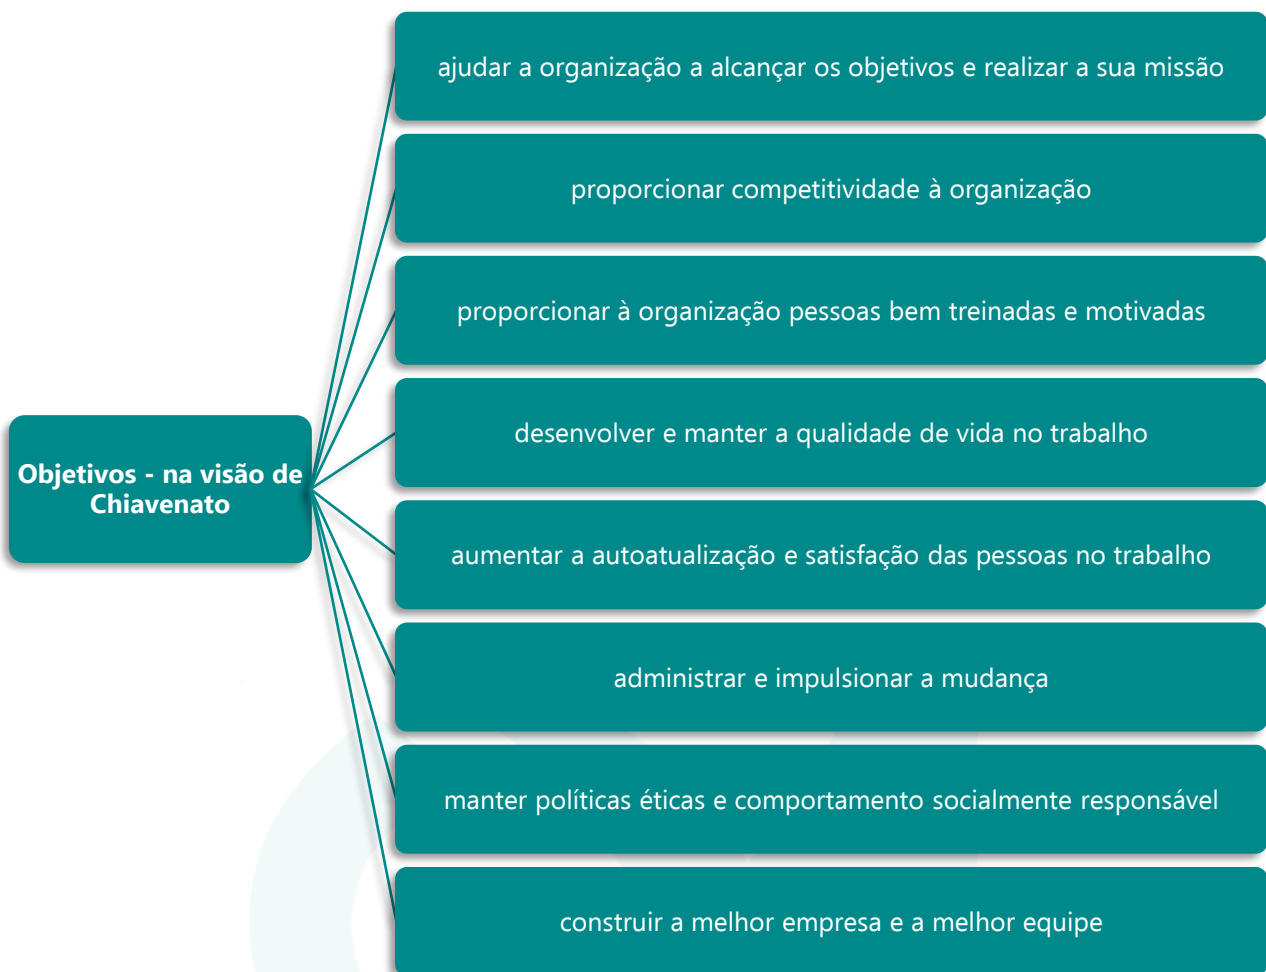 ajudar a organização a alcançar os objetivos e realizar a sua missão
proporcionar competitividade à organização
proporcionar à organização pessoas bem treinadas e motivadas
desenvolver e manter a qualidade de vida no trabalho
Objetivos - na visão de
Chiavenato
aumentar a autoatualização e satisfação das pessoas no trabalho
administrar e impulsionar a mudança
manter políticas éticas e comportamento socialmente responsável
construir a melhor empresa e a melhor equipe